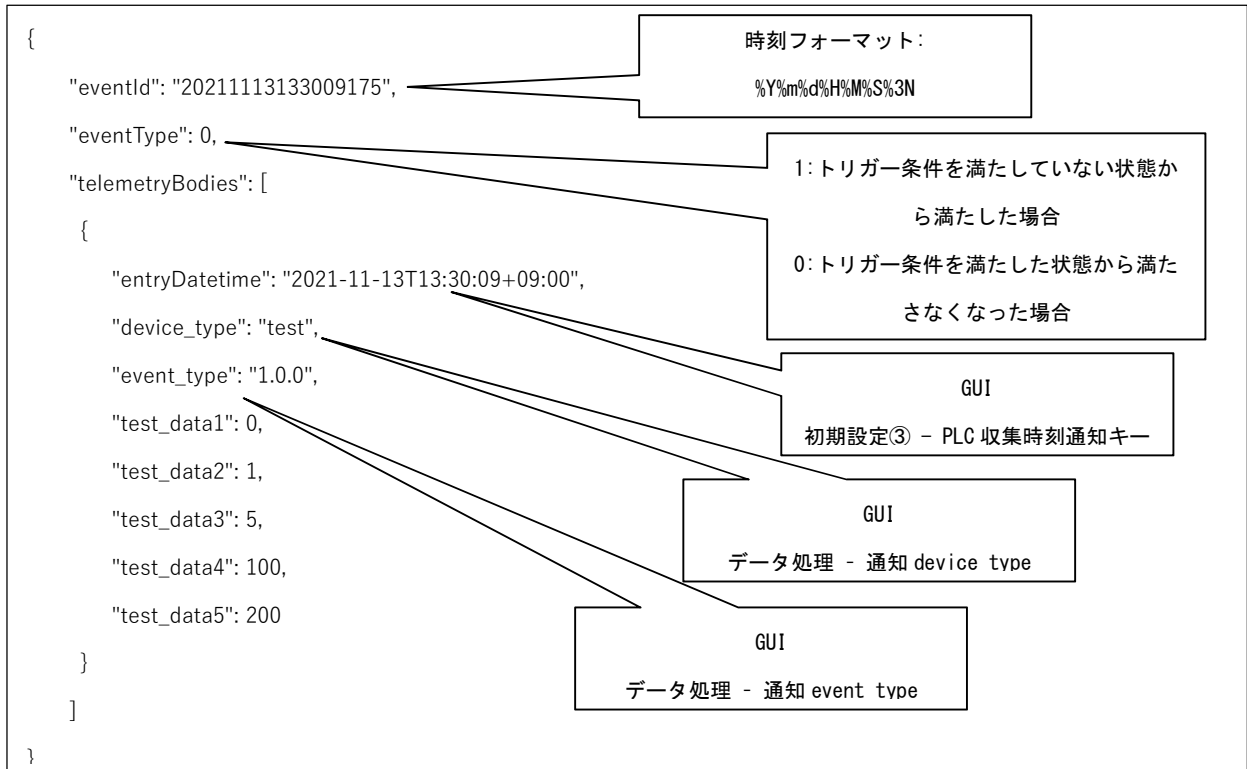 {
"eventId": "20211113133009175",
"eventType": 0,
"telemetryBodies": [
{
"entryDatetime": "2021-11-13T13:30:09+09:00",
"device_type": "test",
"event_type": "1.0.0",
"test_data1": 0,
"test_data2": 1,
"test_data3": 5,
"test_data4": 100,
"test_data5": 200
}
]
}
時刻フォーマット:
%Y%m%d%H%M%S%3N
1:トリガー条件を満たしていない状態か
ら満たした場合
0:トリガー条件を満たした状態から満た
さなくなった場合
GUI
初期設定③ – PLC 収集時刻通知キー
GUI
データ処理 - 通知 device type
GUI
データ処理 - 通知 event type